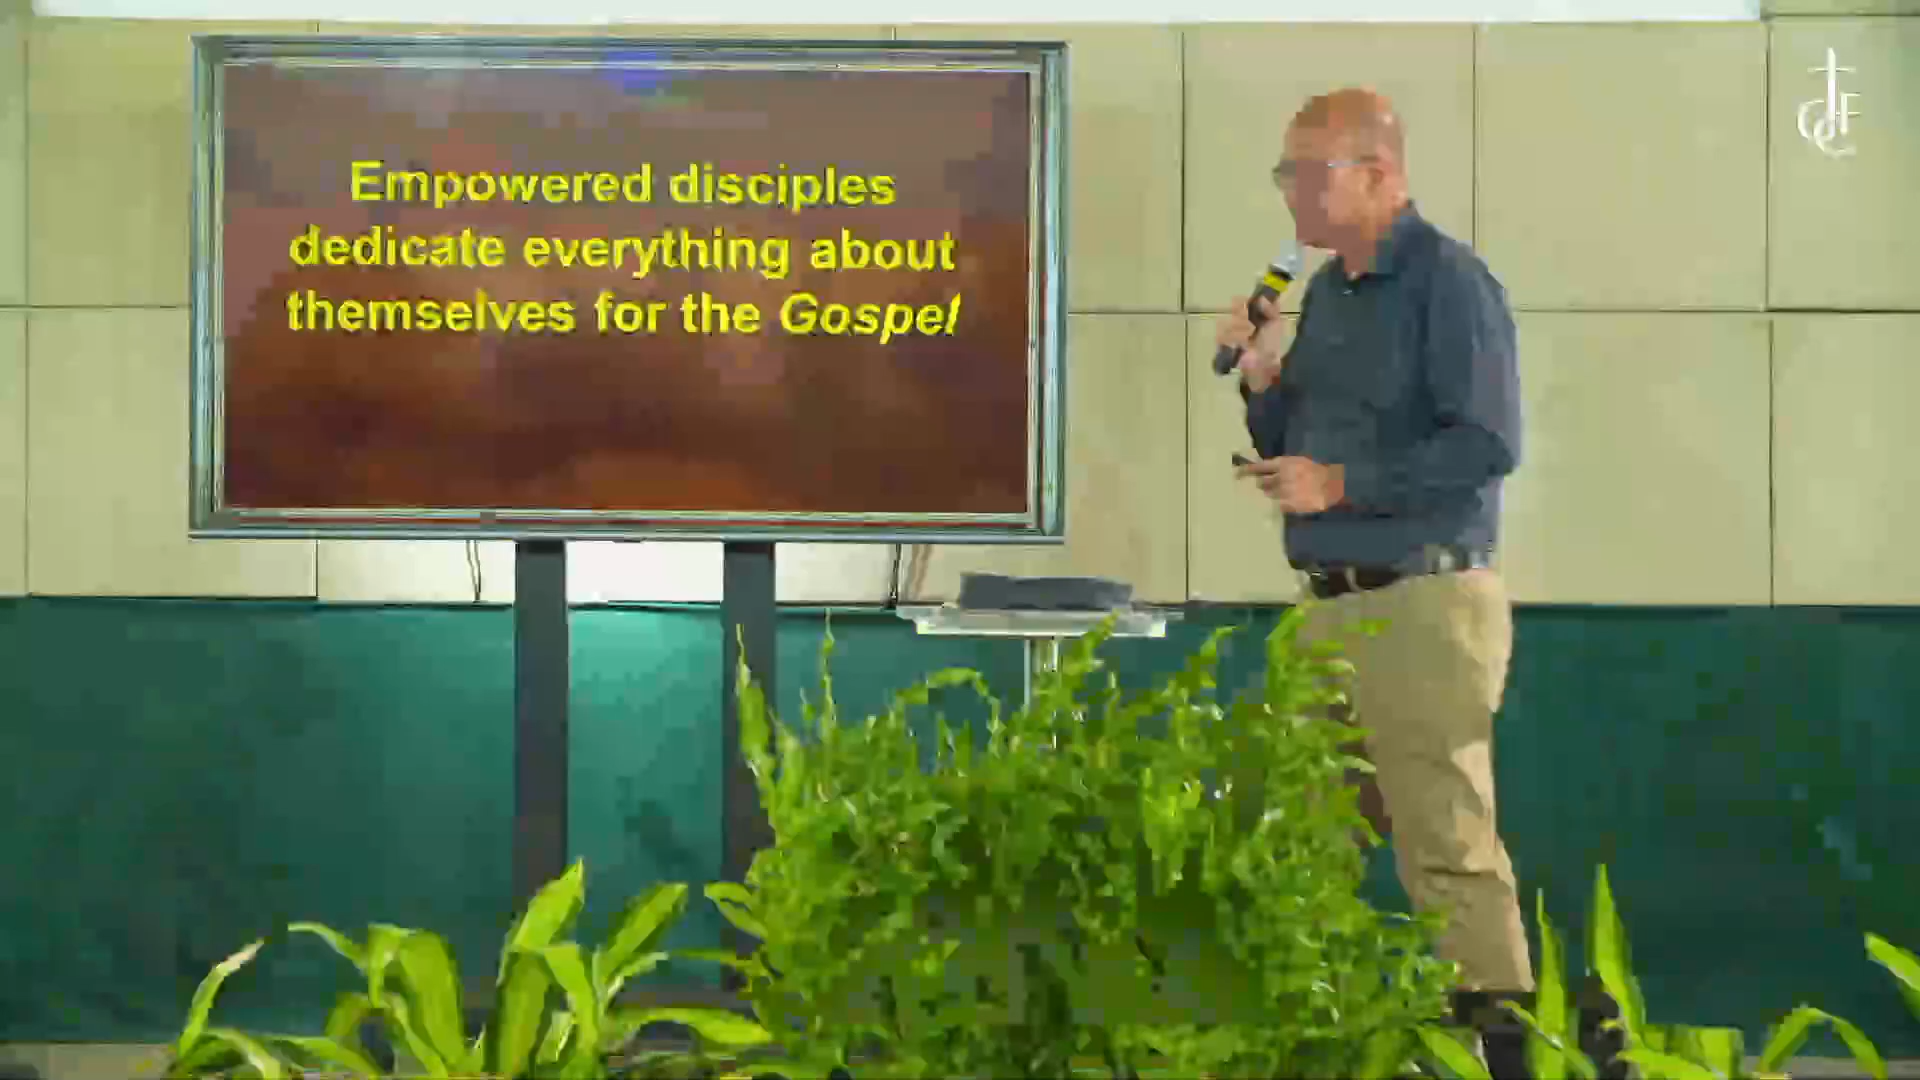 Empowered disciples
dedicate everything about
themselves for the Gospel